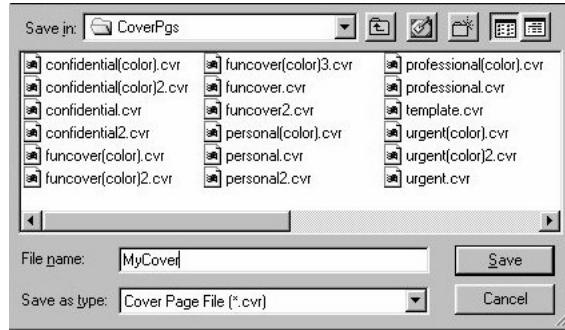 Save in: CoverPgs
confidential(color).cvr
confidential(color)2.cvr
confidential.cvr
confidential2.cvr
funcover(color).cvr
funcover(color)2.cvr
funcover(color)3.cvr
funcover.cvr
funcover2.cvr
personal(color).cvr
personal.cvr
personal2.cvr
professional(color).cvr
professional.cvr
template.cvr
urgent(color).cvr
urgent(color)2.cvr
urgent.cvr
File name: MyCover
Save
Save as type: Cover Page File (*.cvr)
Cancel